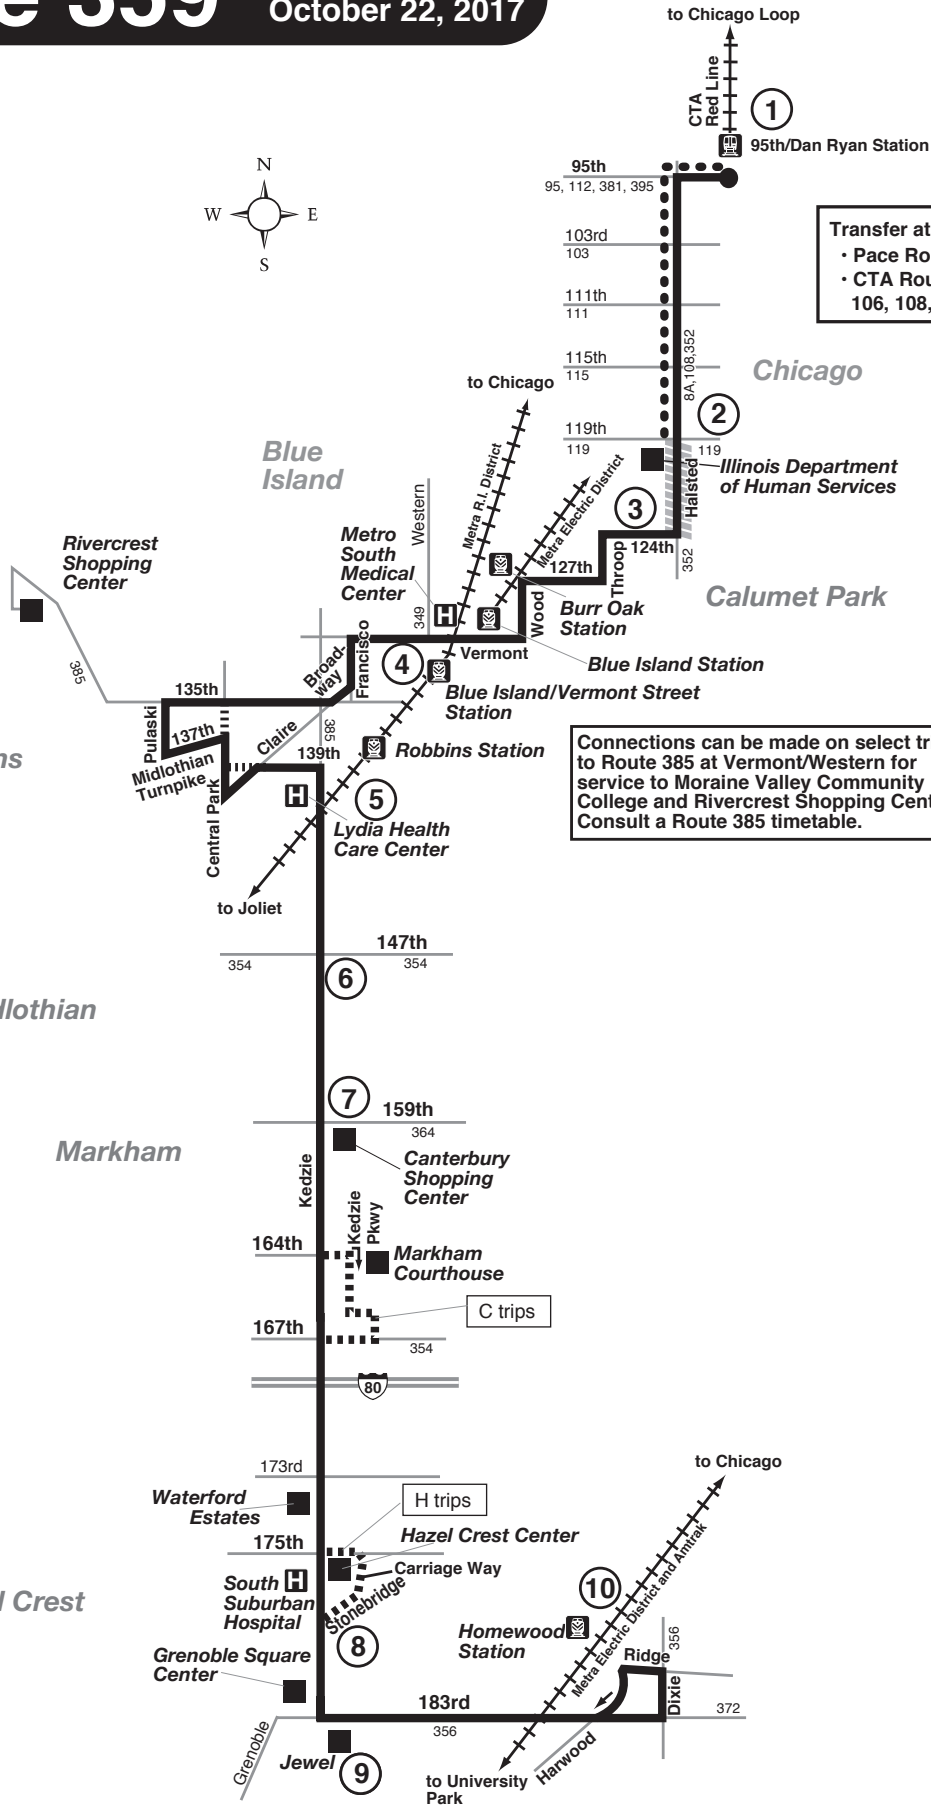 e 359
October 22, 2017
to Chicago Loop
CTA
Red Line
1
95th/Dan Ryan Station
N
W E
S
95th
95, 112, 381, 395
103rd
103
Transfer at
• Pace Ro
• CTA Rou
106, 108,
111th
111
115th
115
8A,108,352
Chicago
to Chicago
2
119th
119
119
Illinois Department
of Human Services
Halsted
Blue
Island
Metra R.I. District
Metra Electric District
Western
349
3
124th
352
Metro
South
Medical
Center
H
Rivercrest
Shopping
Center
127th
Throop
Calumet Park
Wood
Burr Oak
Station
385
Francisco
Broad-
way
4
Vermont
Blue Island Station
Blue Island/Vermont Street
Station
135th
Pulaski
137th
Claire
385
139th
Robbins Station
Midlothian
Turnpike
ns
Connections can be made on select tr
to Route 385 at Vermont/Western for
service to Moraine Valley Community
College and Rivercrest Shopping Cent
Consult a Route 385 timetable.
Central Park
H
5
Lydia Health
Care Center
to Joliet
147th
354
354
6
dlothian
7
159th
364
Markham
Canterbury
Shopping
Center
Kedzie
Kedzie
Pkwy
164th
Markham
Courthouse
C trips
167th
354
80
173rd
to Chicago
Waterford
Estates
H trips
175th
Hazel Crest Center
Carriage Way
Stonebridge
South
Suburban
Hospital
H
l Crest
8
10
Metra Electric District and Amtrak
Homewood
Station
356
Ridge
Dixie
Grenoble Square
Center
183rd
356
372
Grenoble
Harwood
Jewel
9
to University
Park